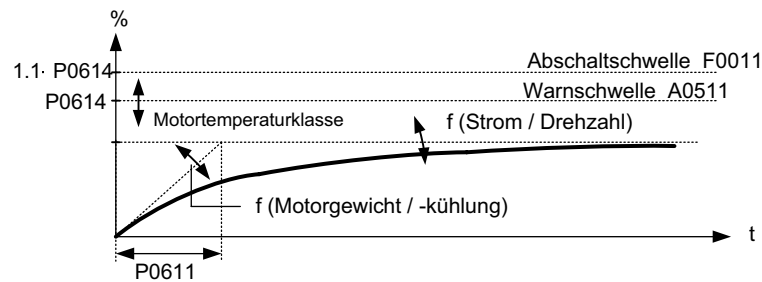 %
Abschaltschwelle F0011
1.1· P0614
Warnschwelle A0511
P0614
Motortemperaturklasse
f (Strom / Drehzahl)
f (Motorgewicht / -kühlung)
t
P0611